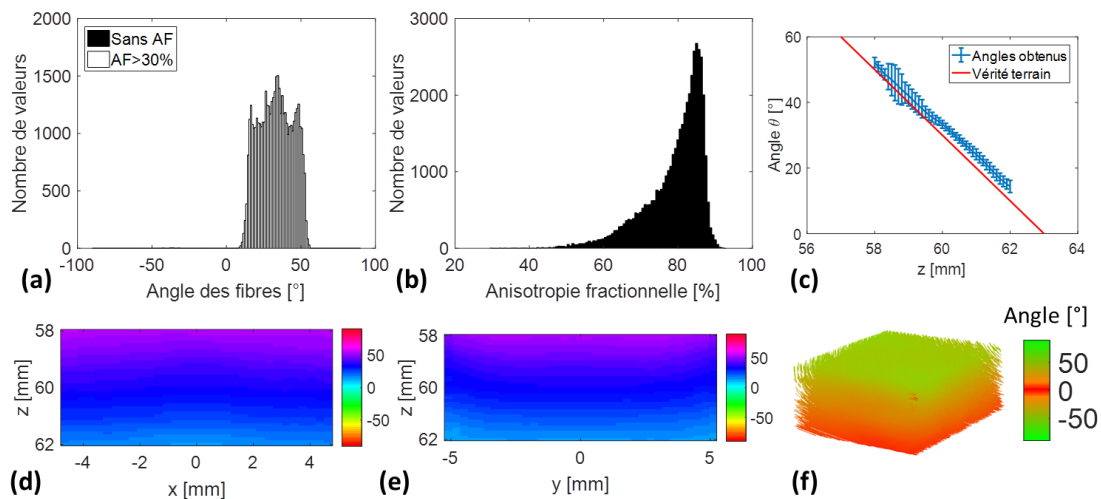 2000
1500
1000
500
0
-100
-50
0
50
100
Nombre de valeurs
Angle des fibres [°]
Sans AF
AF>30%
(a)
3000
2000
1000
0
20
40
60
80
100
Nombre de valeurs
Anisotropie fractionnelle [%]
(b)
60
40
20
0
56
58
60
62
64
Angle θ [°]
z [mm]
Angles obtenus
Vérité terrain
(c)
58
60
62
z [mm]
-4
-2
0
2
4
x [mm]
50
0
-50
(d)
58
60
62
z [mm]
-5
0
5
y [mm]
50
0
-50
(e)
Angle [°]
50
0
-50
(f)